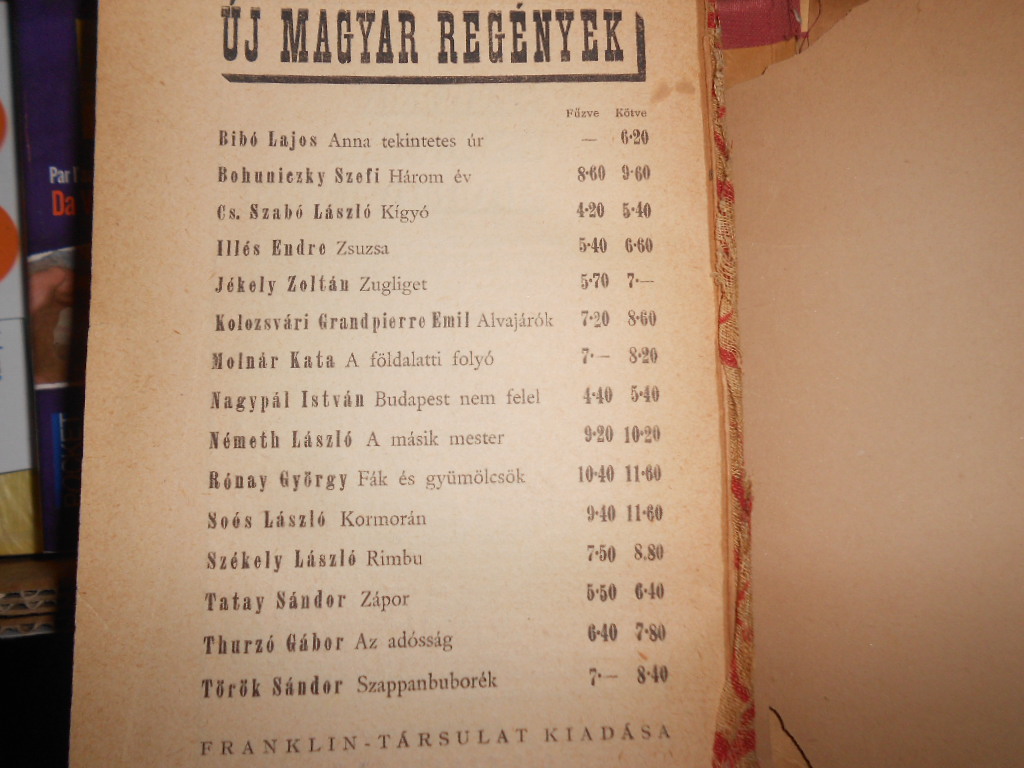 ÚJ MAGYAR REGÉNYEK
Fűzve Kötve
Bibó Lajos Anna tekintetes úr — 6·20
Bohuniczky Szefi Három év 8·60 9·60
Cs. Szabó László Kígyó 4·20 5·40
Illés Endre Zsuzsa 5·40 6·60
Jékely Zoltán Zugliget 5·70 7·—
Kolozsvári Grandpierre Emil Alvajárók 7·20 8·60
Molnár Kata A földalatti folyó 7·— 8·20
Nagypál István Budapest nem felel 4·40 5·40
Németh László A másik mester 9·20 10·20
Rónay György Fák és gyümölcsök 10·40 11·60
Soós László Kormorán 9·40 11·60
Székely László Rimbu 7·50 8.80
Tatay Sándor Zápor 5·50 6·40
Thurzó Gábor Az adósság 6·40 7·80
Török Sándor Szappanbuborék 7·— 8·40
FRANKLIN-TÁRSULAT KIADÁSA
Par
Da